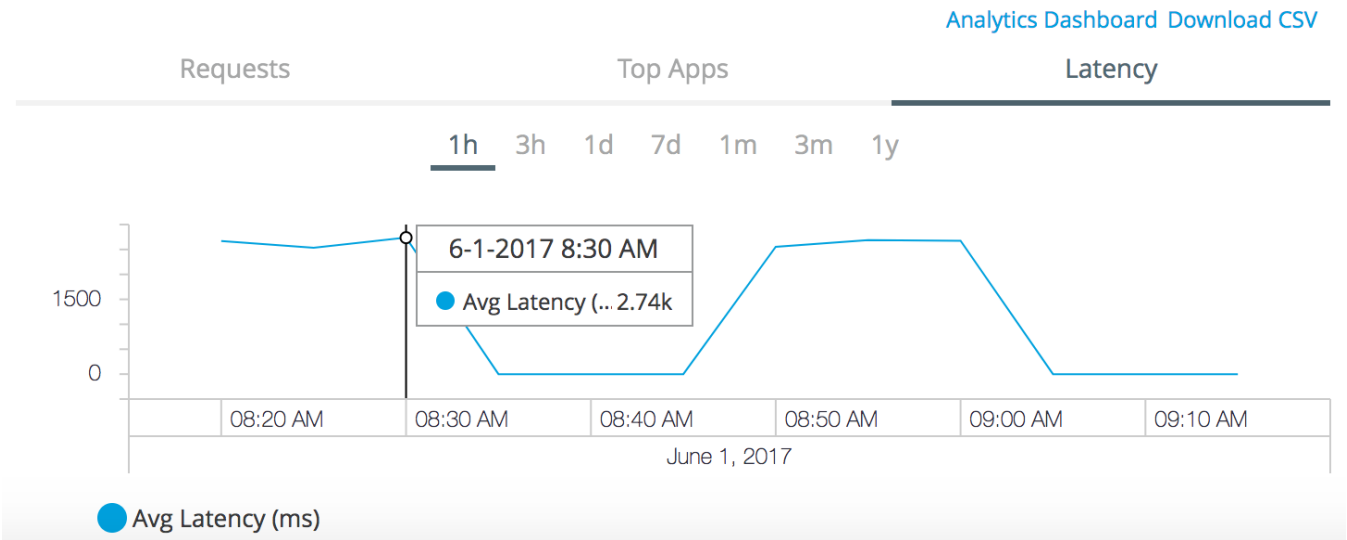 Analytics Dashboard Download CSV
Requests Top Apps Latency
1h 3h 1d 7d 1m 3m 1y
6-1-2017 8:30 AM
Avg Latency (... 2.74k
1500
0
08:20 AM 08:30 AM 08:40 AM 08:50 AM 09:00 AM 09:10 AM
June 1, 2017
Avg Latency (ms)